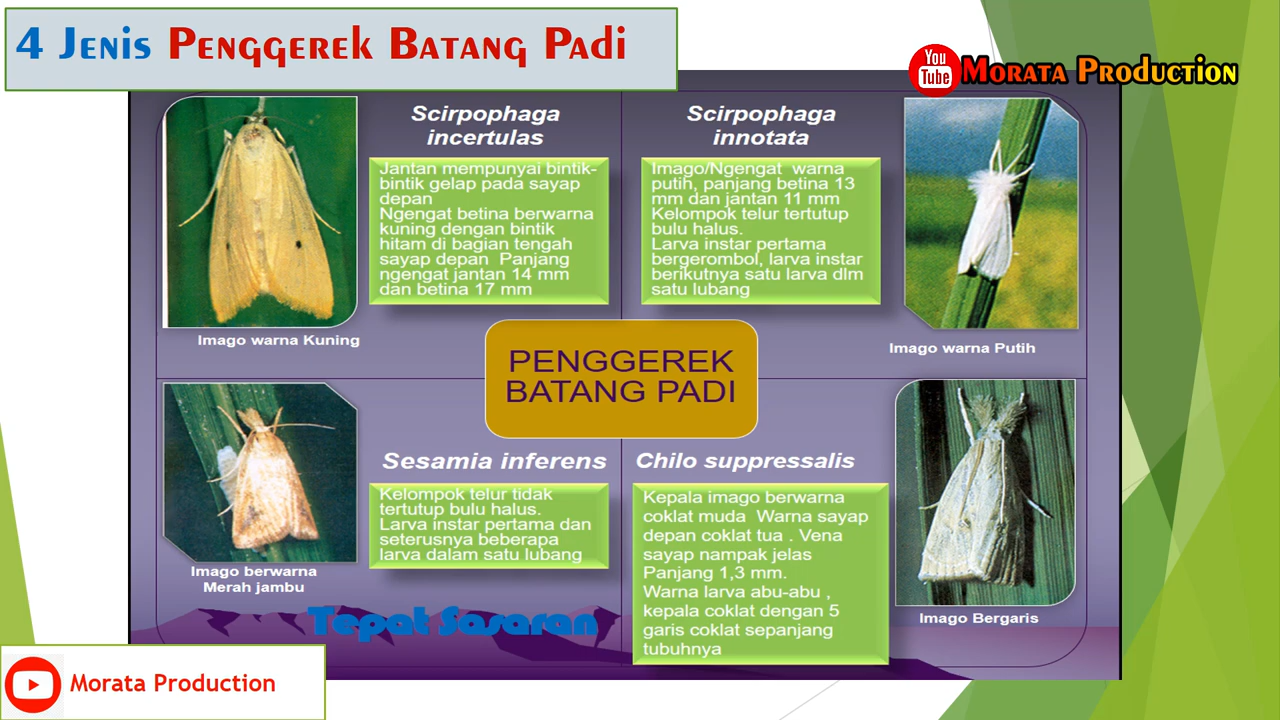 4 Jenis Penggerek Batang Padi
You
Tube
Morata Production
Scirpophaga
incertulas
Jantan mempunyai bintik-
bintik gelap pada sayap
depan
Ngengat betina berwarna
kuning dengan bintik
hitam di bagian tengah
sayap depan Panjang
ngengat jantan 14 mm
dan betina 17 mm
Imago warna Kuning
Scirpophaga
innotata
Imago/Ngengat warna
putih, panjang betina 13
mm dan jantan 11 mm
Kelompok telur tertutup
bulu halus.
Larva instar pertama
bergerombol, larva instar
berikutnya satu larva dlm
satu lubang
Imago warna Putih
PENGGEREK
BATANG PADI
Sesamia inferens
Kelompok telur tidak
tertutup bulu halus.
Larva instar pertama dan
seterusnya beberapa
larva dalam satu lubang
Imago berwarna
Merah jambu
Chilo suppressalis
Kepala imago berwarna
coklat muda Warna sayap
depan coklat tua . Vena
sayap nampak jelas
Panjang 1,3 mm.
Warna larva abu-abu ,
kepala coklat dengan 5
garis coklat sepanjang
tubuhnya
Imago Bergaris
Tepat Sasaran
Morata Production